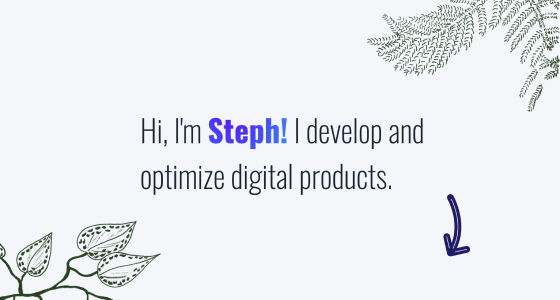 Hi, I'm Steph! I develop and
optimize digital products.